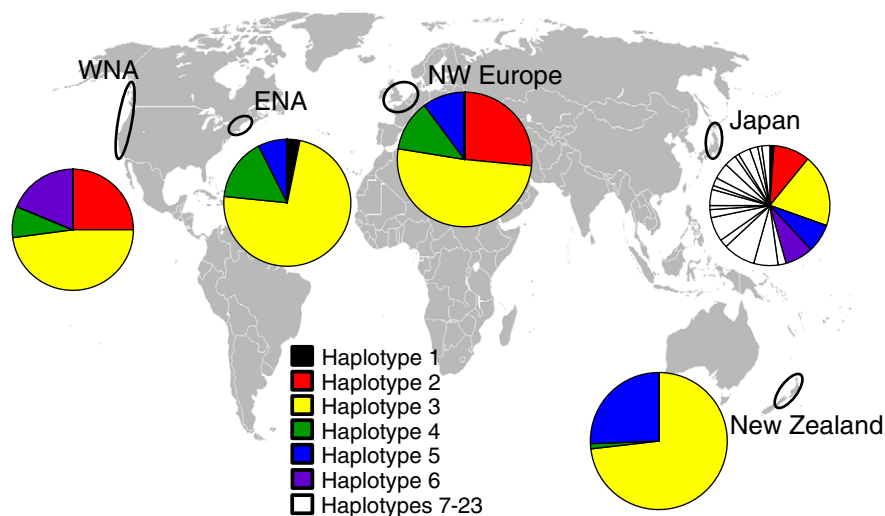 WNA
ENA
NW Europe
Japan
New Zealand
Haplotype 1
Haplotype 2
Haplotype 3
Haplotype 4
Haplotype 5
Haplotype 6
Haplotypes 7-23